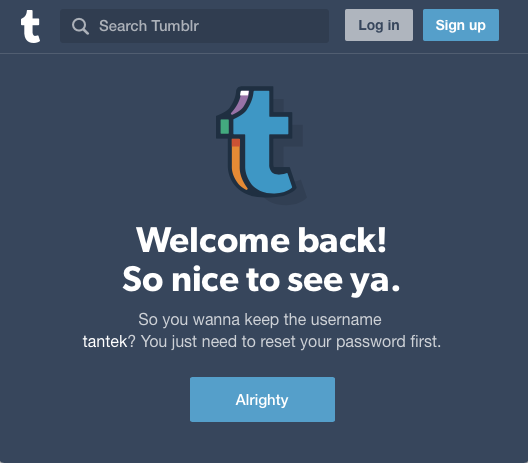 t Search Tumblr Log in Sign up
t
Welcome back!
So nice to see ya.
So you wanna keep the username
tantek? You just need to reset your password first.
Alrighty